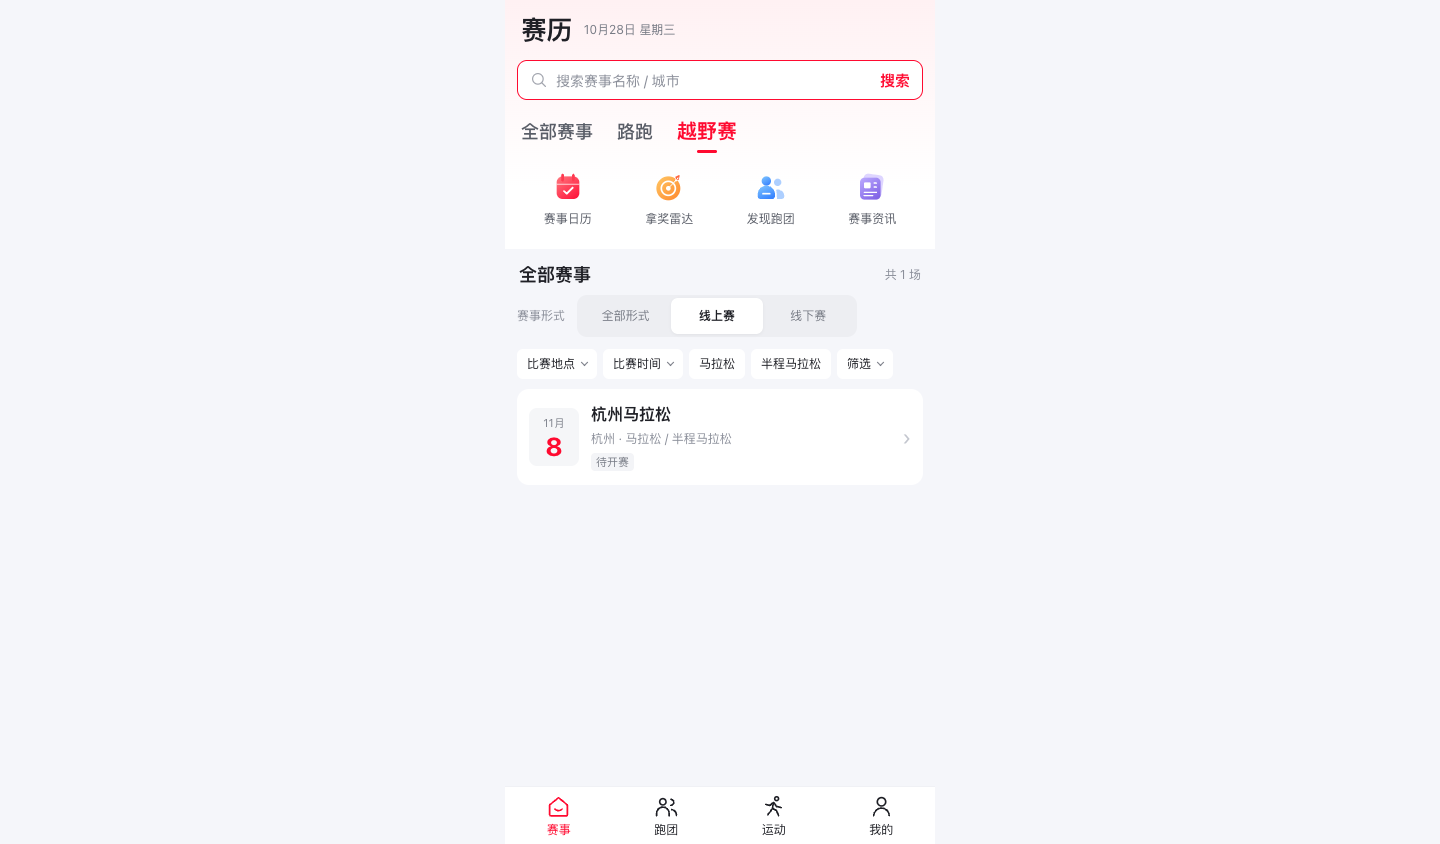 赛历 10月28日 星期三
搜索赛事名称 / 城市 搜索
全部赛事 路跑 越野赛
赛事日历 拿奖雷达 发现跑团 赛事资讯
全部赛事 共 1 场
赛事形式 全部形式 线上赛 线下赛
比赛地点 比赛时间 马拉松 半程马拉松 筛选
11月
8
杭州马拉松
杭州 · 马拉松 / 半程马拉松
待开赛
赛事 跑团 运动 我的